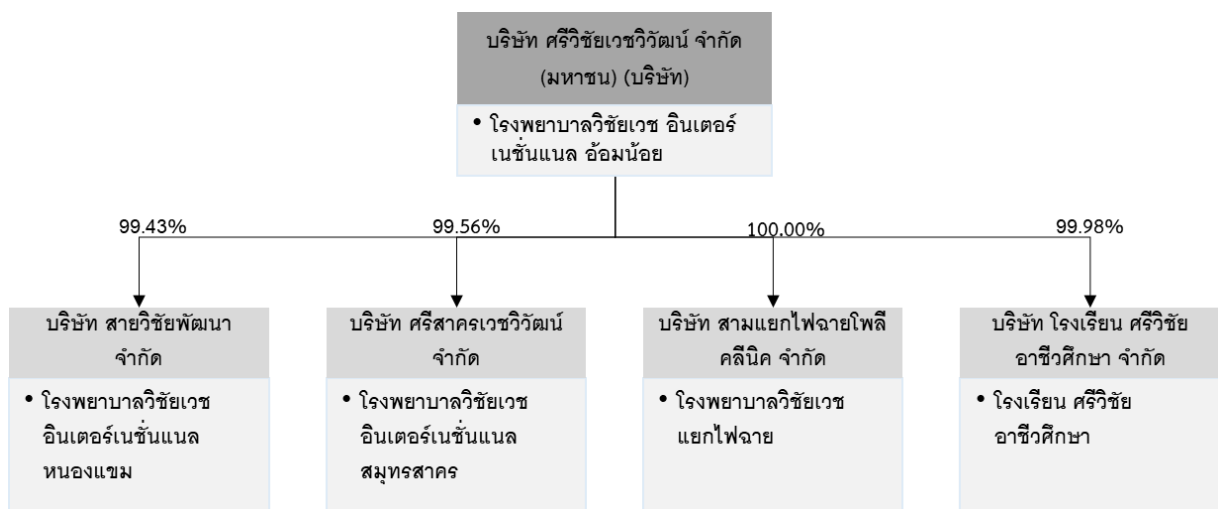 บริษัท ศรีวิชัยเวชวิวัฒน์ จำกัด
(มหาชน) (บริษัท)
• โรงพยาบาลวิชัยเวช อินเตอร์
เนชั่นแนล อ้อมน้อย
99.43%
99.56%
100.00%
99.98%
บริษัท สายวิชัยพัฒนา
จำกัด
• โรงพยาบาลวิชัยเวช
อินเตอร์เนชั่นแนล
หนองแขม
บริษัท ศรีสาครเวชวิวัฒน์
จำกัด
• โรงพยาบาลวิชัยเวช
อินเตอร์เนชั่นแนล
สมุทรสาคร
บริษัท สามแยกไฟฉายโพลี
คลีนิค จำกัด
• โรงพยาบาลวิชัยเวช
แยกไฟฉาย
บริษัท โรงเรียน ศรีวิชัย
อาชีวศึกษา จำกัด
• โรงเรียน ศรีวิชัย
อาชีวศึกษา